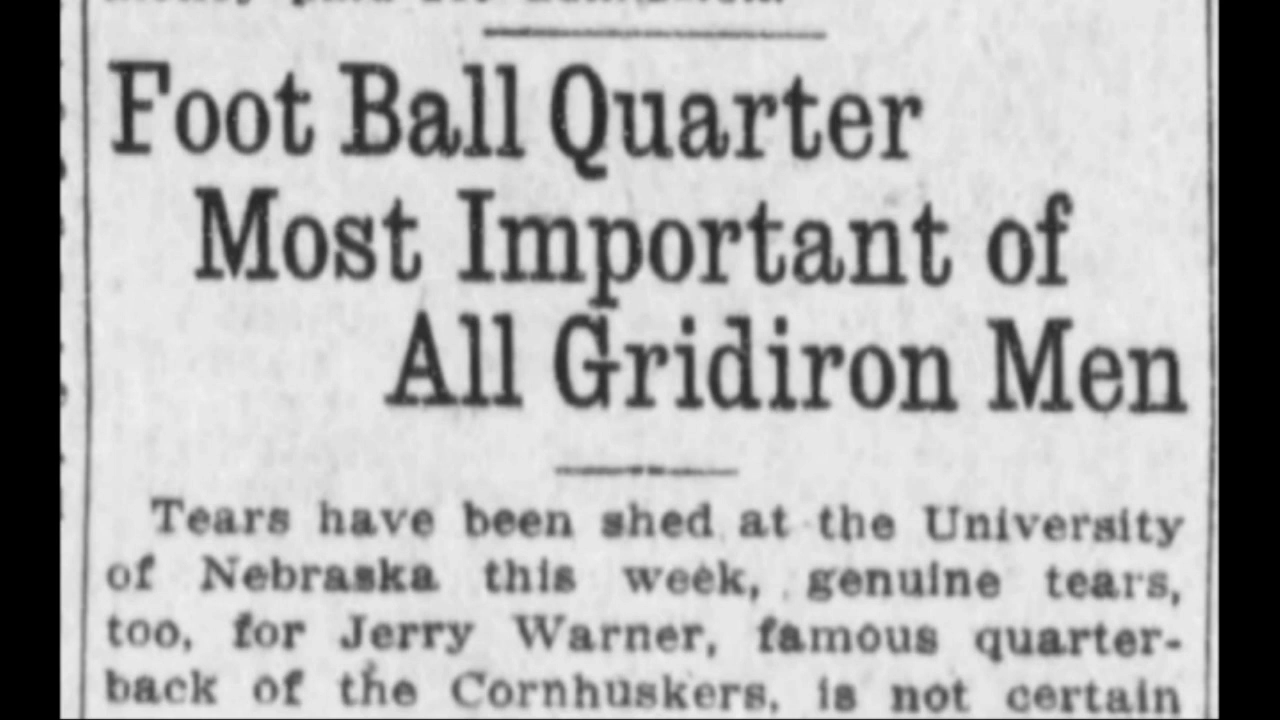 Foot Ball Quarter
Most Important of
All Gridiron Men
Tears have been shed at the University
of Nebraska this week, genuine tears,
too, for Jerry Warner, famous quarter-
back of the Cornhuskers, is not certain